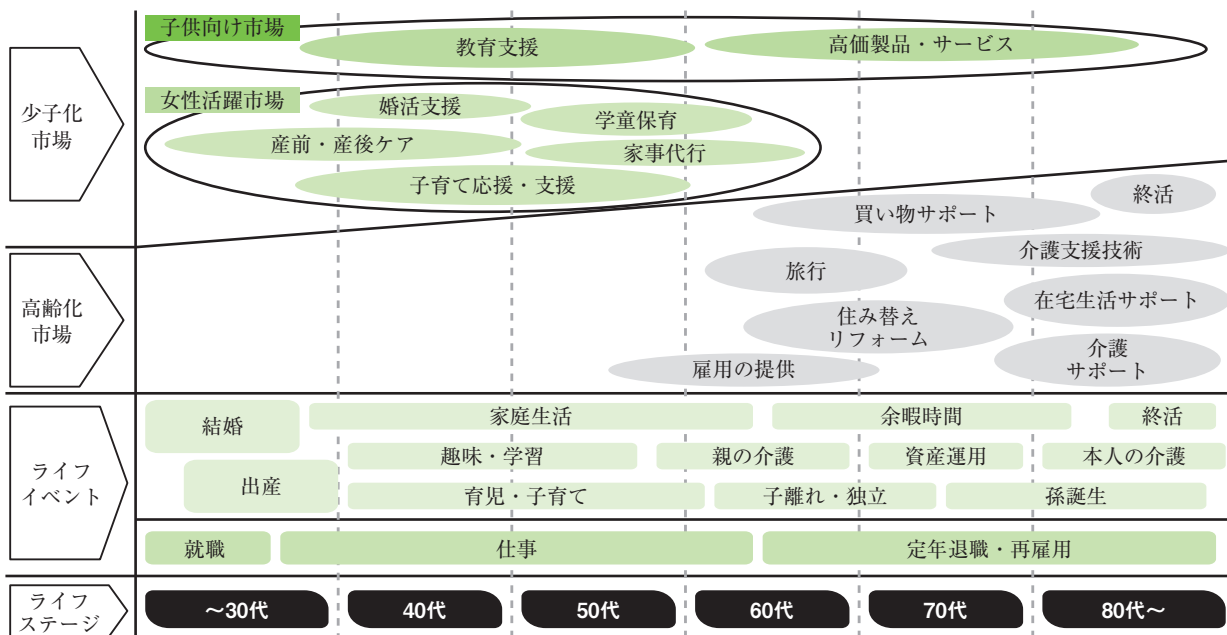 少子化
市場
子供向け市場
教育支援
高価製品・サービス
女性活躍市場
婚活支援
学童保育
産前・産後ケア
家事代行
子育て応援・支援
高齢化
市場
買い物サポート
終活
介護支援技術
旅行
在宅生活サポート
住み替え
リフォーム
介護
サポート
雇用の提供
ライフ
イベント
結婚
家庭生活
余暇時間
終活
趣味・学習
親の介護
資産運用
本人の介護
出産
育児・子育て
子離れ・独立
孫誕生
就職
仕事
定年退職・再雇用
ライフ
ステージ
〜30代
40代
50代
60代
70代
80代〜